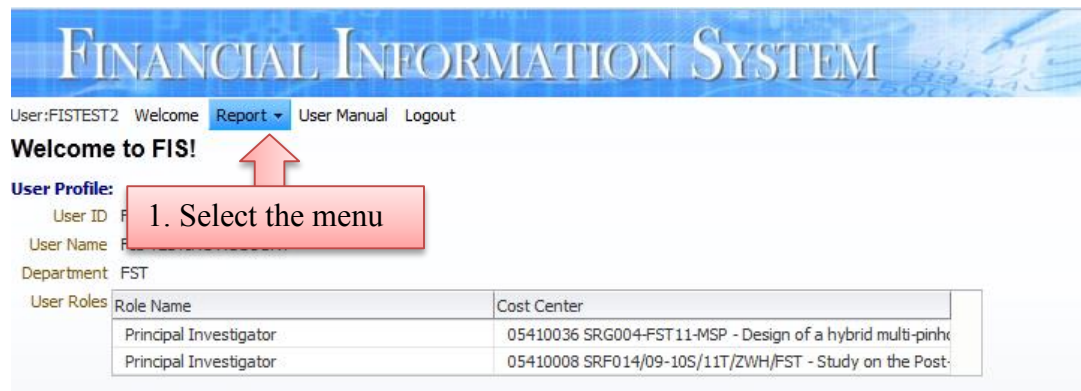 FINANCIAL INFORMATION SYSTEM
User:FISTEST2 Welcome Report User Manual Logout
Welcome to FIS!
User Profile:
1. Select the menu
User ID
User Name
Department FST
User Roles Role Name Cost Center
Principal Investigator 05410036 SRG004-FST11-MSP - Design of a hybrid multi-pinho
Principal Investigator 05410008 SRF014/09-10S/11T/ZWH/FST - Study on the Post-